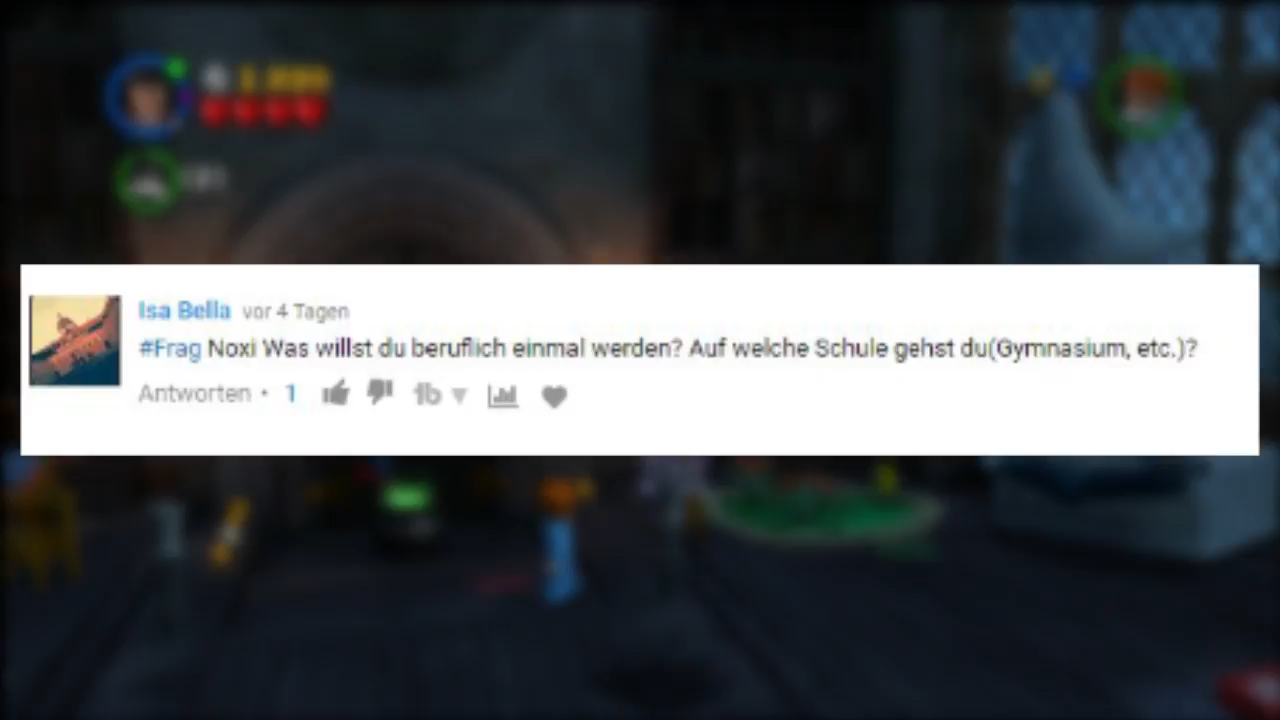 Isa Bella vor 4 Tagen
#Frag Noxi Was willst du beruflich einmal werden? Auf welche Schule gehst du(Gymnasium, etc.)?
Antworten • 1